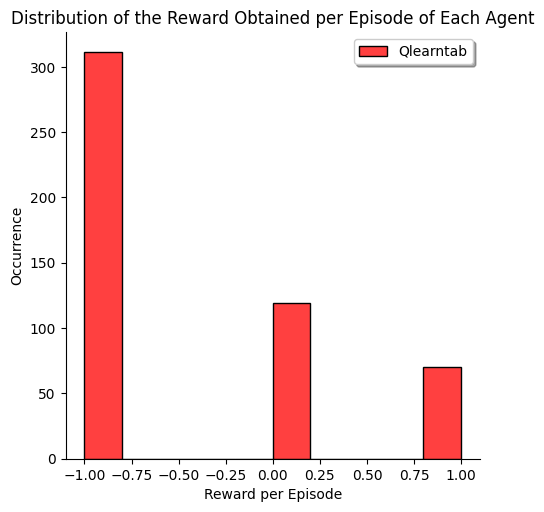 Distribution of the Reward Obtained per Episode of Each Agent
Qlearntab
300
250
200
150
100
50
0
Occurrence
−1.00 −0.75 −0.50 −0.25 0.00 0.25 0.50 0.75 1.00
Reward per Episode